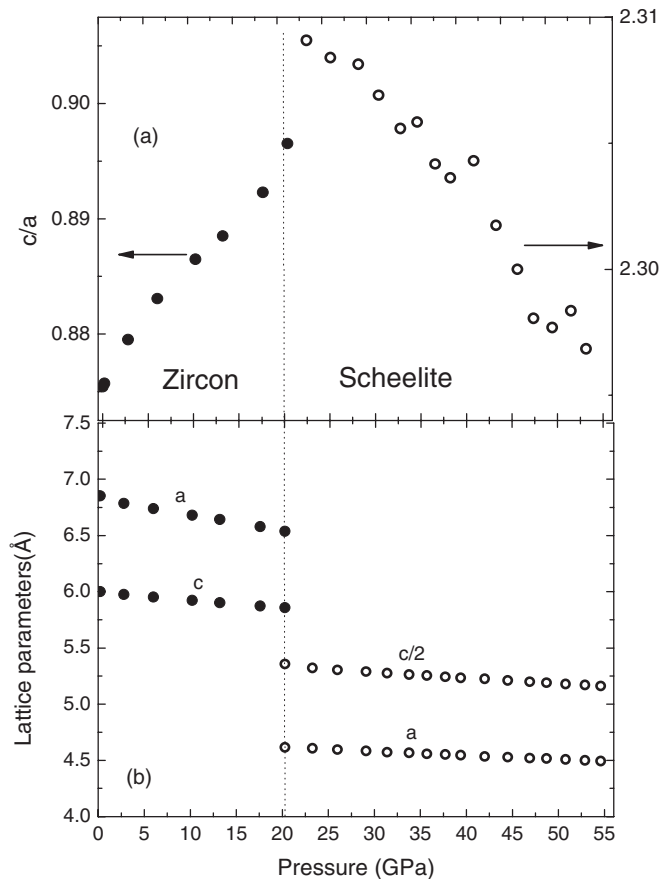 2.31
0.90
(a)
c/a
0.89
2.30
0.88
Zircon
Scheelite
7.5
7.0
a
6.5
6.0
c
Lattice parameters(Å)
5.5
c/2
5.0
a
4.5
(b)
4.0
0 5 10 15 20 25 30 35 40 45 50 55
Pressure (GPa)